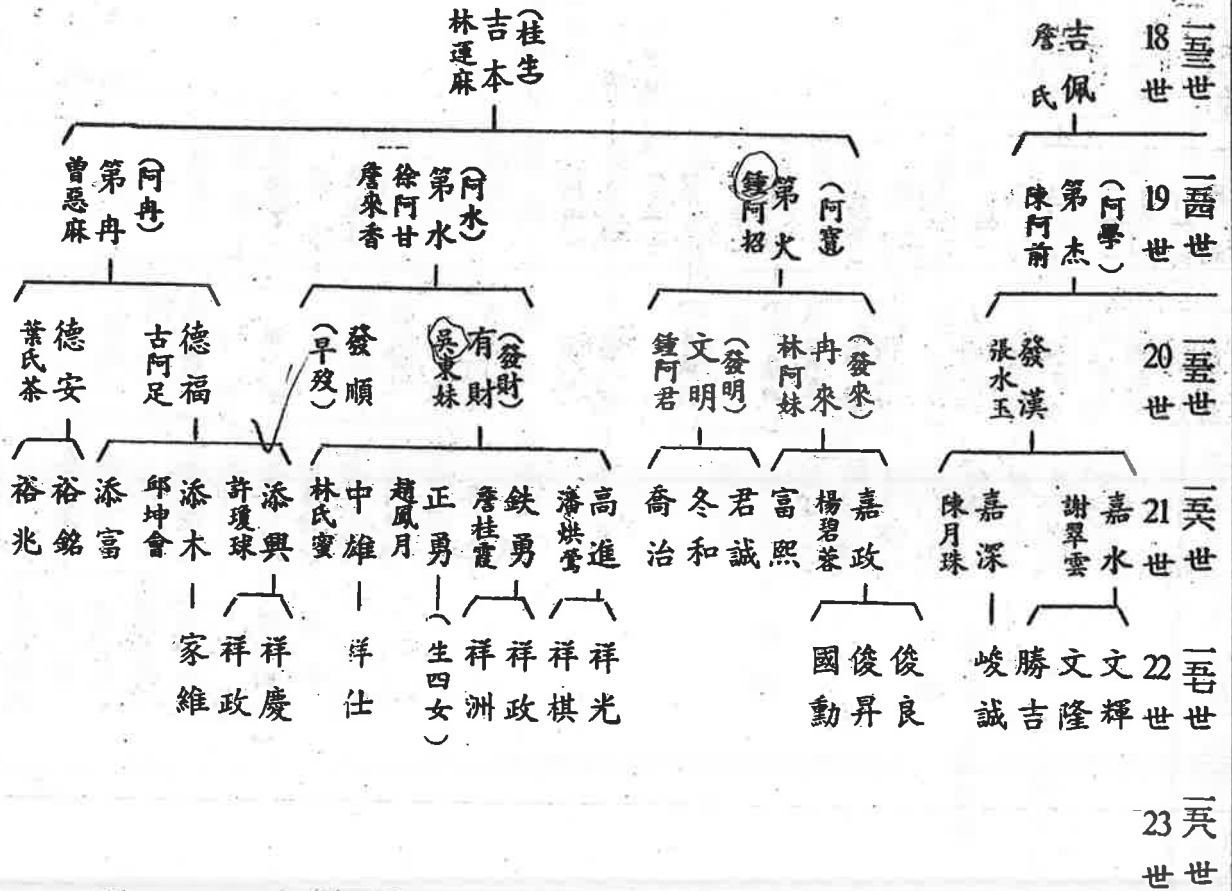 一五三世
18世
吉佩
詹氏
(桂生)
吉本
林運麻
一五四世
19世
(阿學)
第杰
陳阿前
(阿寶)
第火
鍾阿招
(阿水)
第水
徐阿甘
詹來香
(阿冉)
第冉
曾惡麻
一五五世
20世
發漢
張水玉
(發來)
冉來
林阿妹
(發明)
文明
鍾阿君
(發財)
有財
吳東妹
發順
(早歿)
德福
古阿足
德安
葉氏茶
一五六世
21世
嘉水
謝翠雲
嘉深
陳月珠
嘉政
楊碧蓉
富熙
君誠
冬和
喬治
高進
潘烘鶯
鉄勇
詹桂霞
正勇
趙鳳月
中雄
林氏蜜
添興
許瓊球
添木
邱坤會
添富
裕銘
裕兆
一五七世
22世
文輝
文隆
勝吉
峻誠
俊良
俊昇
國勳
祥光
祥棋
祥政
祥洲
(生四女)
祥仕
祥慶
祥政
家維
一五八世
23世